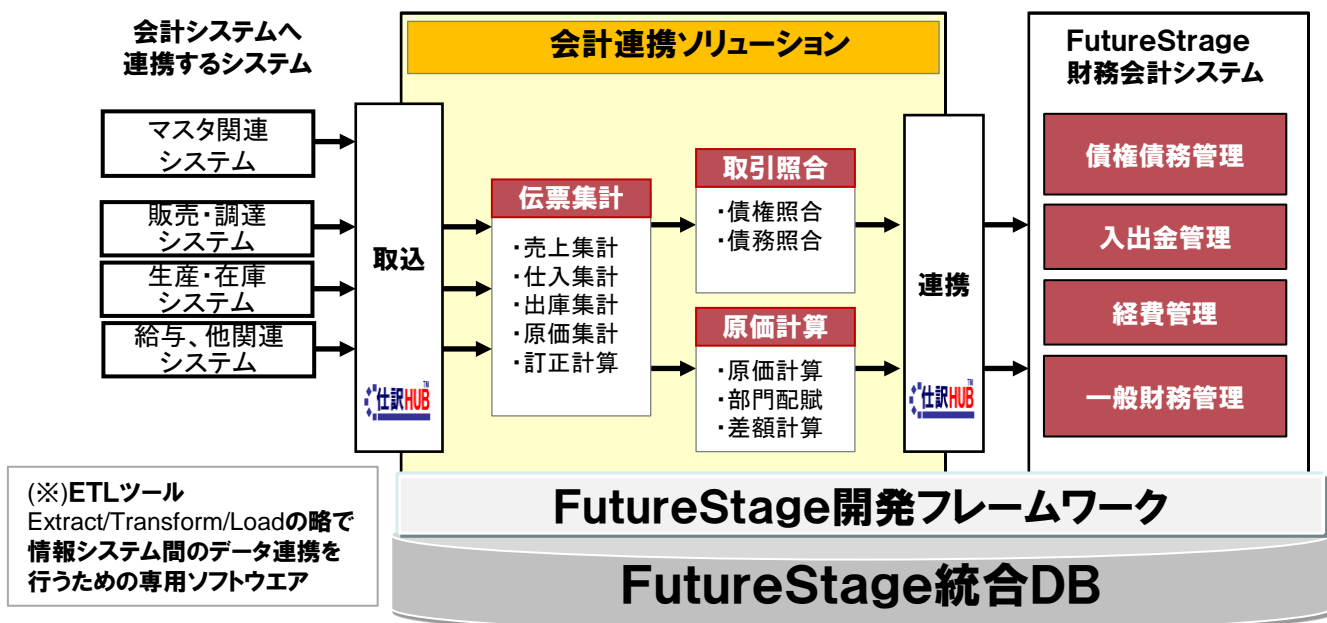 会計システムへ
連携するシステム
マスタ関連
システム
販売・調達
システム
生産・在庫
システム
給与、他関連
システム
会計連携ソリューション
取込
仕訳HUB™
伝票集計
・売上集計
・仕入集計
・出庫集計
・原価集計
・訂正計算
取引照合
・債権照合
・債務照合
原価計算
・原価計算
・部門配賦
・差額計算
連携
仕訳HUB™
FutureStrage
財務会計システム
債権債務管理
入出金管理
経費管理
一般財務管理
(※)ETLツール
Extract/Transform/Loadの略で
情報システム間のデータ連携を
行うための専用ソフトウエア
FutureStage開発フレームワーク
FutureStage統合DB